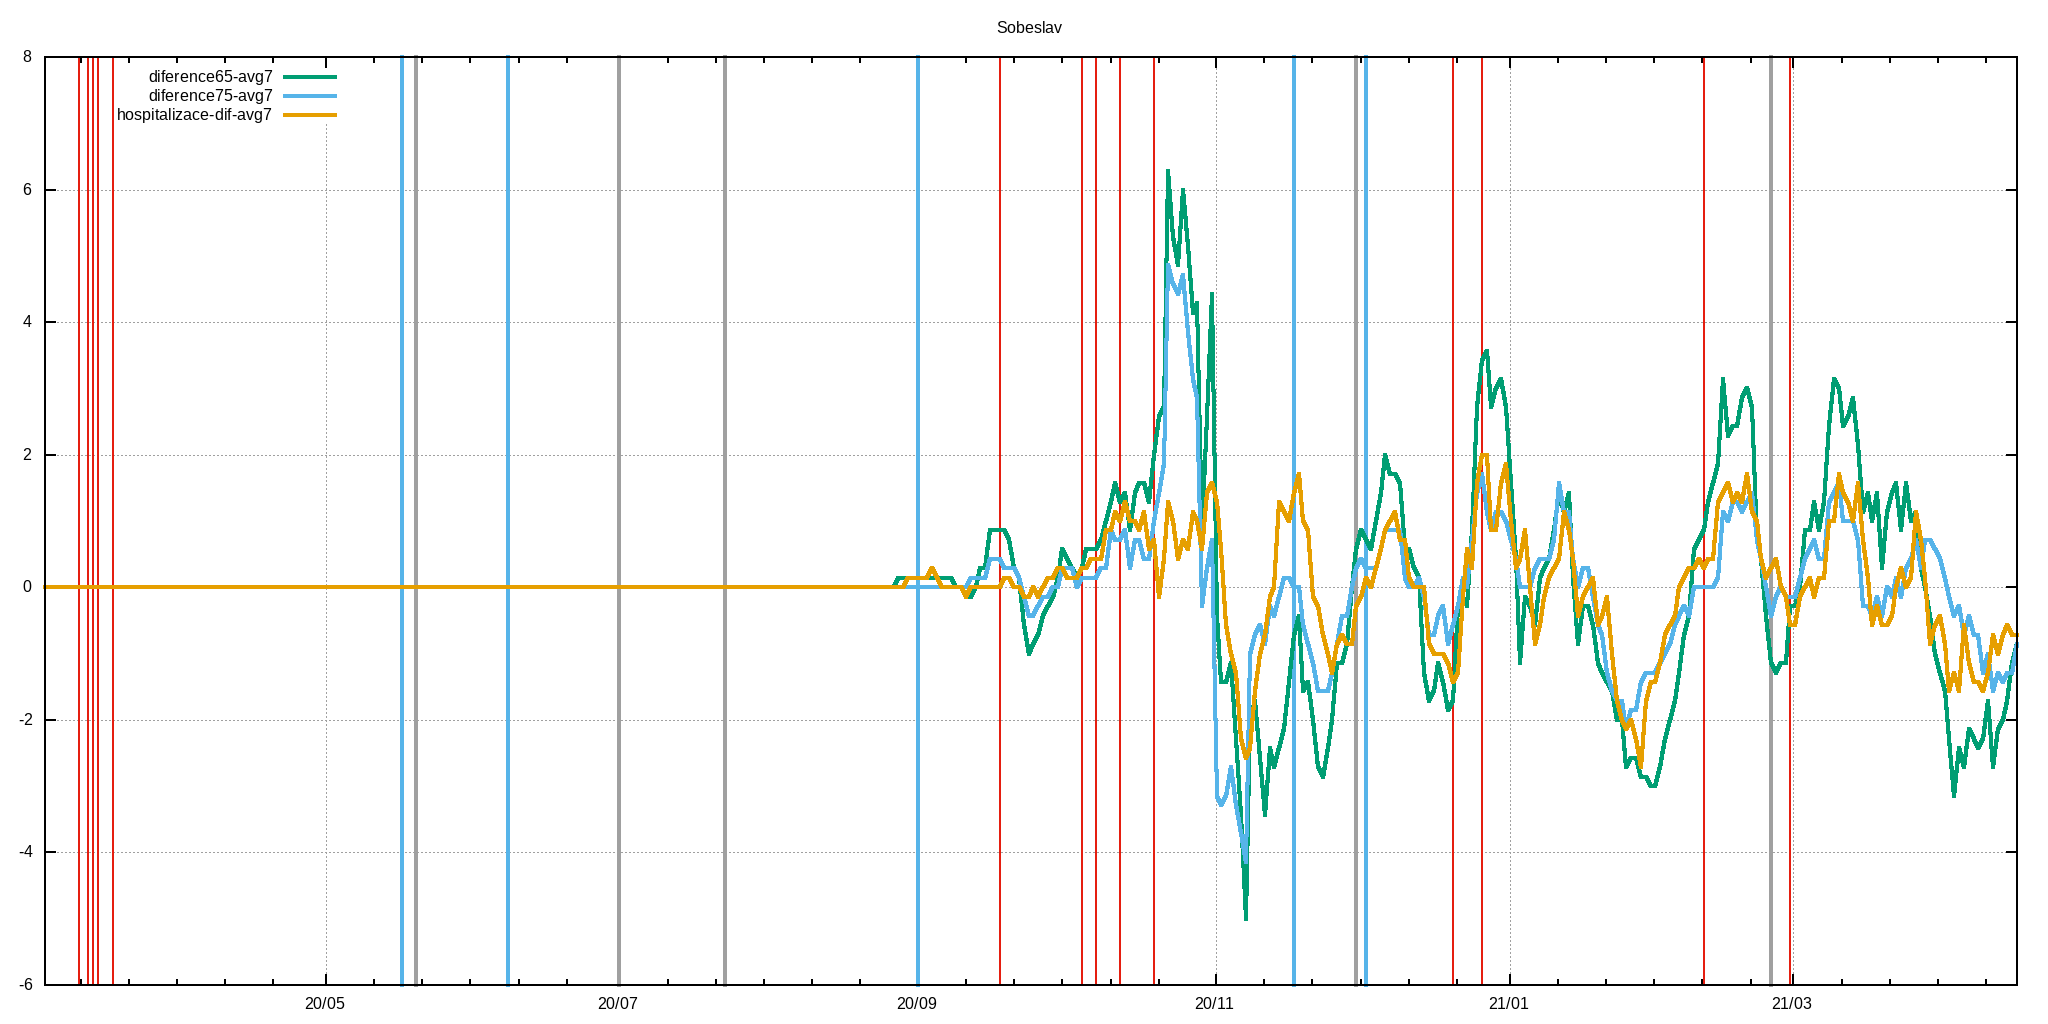 Sobeslav
diference65-avg7
diference75-avg7
hospitalizace-dif-avg7
8
6
4
2
0
-2
-4
-6
20/05 20/07 20/09 20/11 21/01 21/03